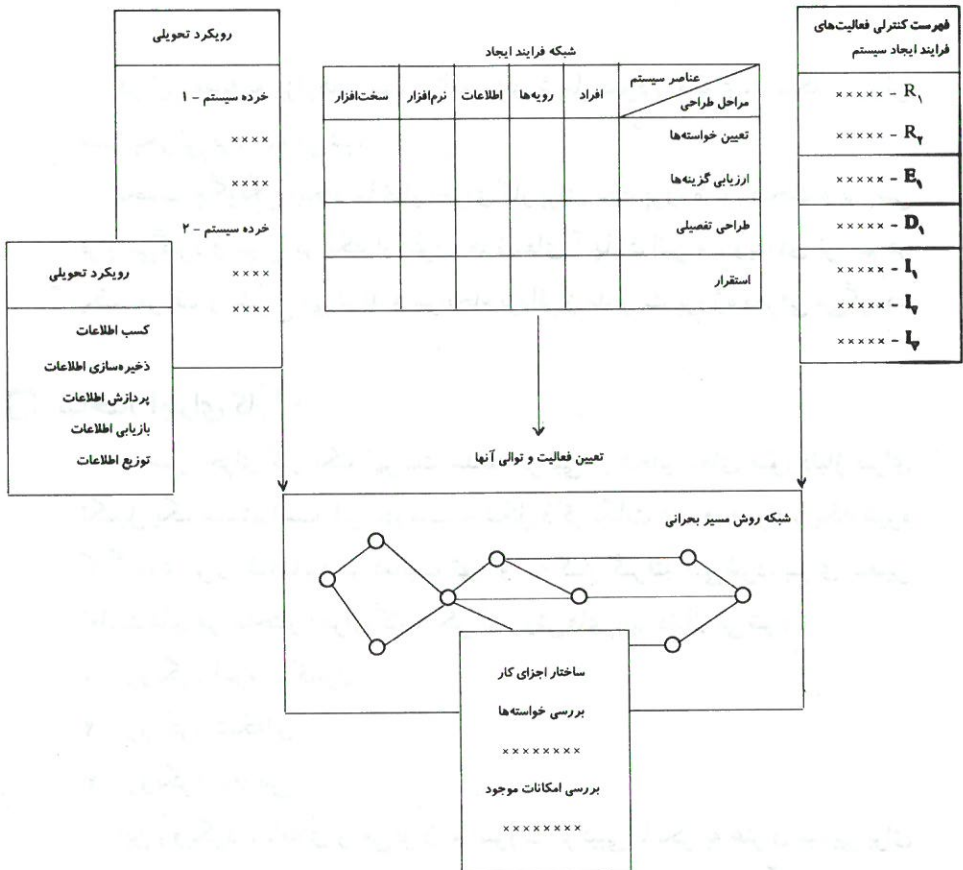 فهرست کنترلی فعالیت‌های
فرایند ایجاد سیستم
R۱ - ×××××
R۲ - ×××××
E۱ - ×××××
D۱ - ×××××
I۱ - ×××××
I۲ - ×××××
I۳ - ×××××
شبکه فرایند ایجاد
عناصر سیستم
مراحل طراحی
افراد
رویه‌ها
اطلاعات
نرم‌افزار
سخت‌افزار
تعیین خواسته‌ها
ارزیابی گزینه‌ها
طراحی تفصیلی
استقرار
رویکرد تحویلی
خرده سیستم - ۱
××××
××××
خرده سیستم - ۲
××××
××××
رویکرد تحویلی
کسب اطلاعات
ذخیره‌سازی اطلاعات
پردازش اطلاعات
بازیابی اطلاعات
توزیع اطلاعات
تعیین فعالیت و توالی آنها
شبکه روش مسیر بحرانی
ساختار اجزای کار
بررسی خواسته‌ها
××××××××
بررسی امکانات موجود
××××××××